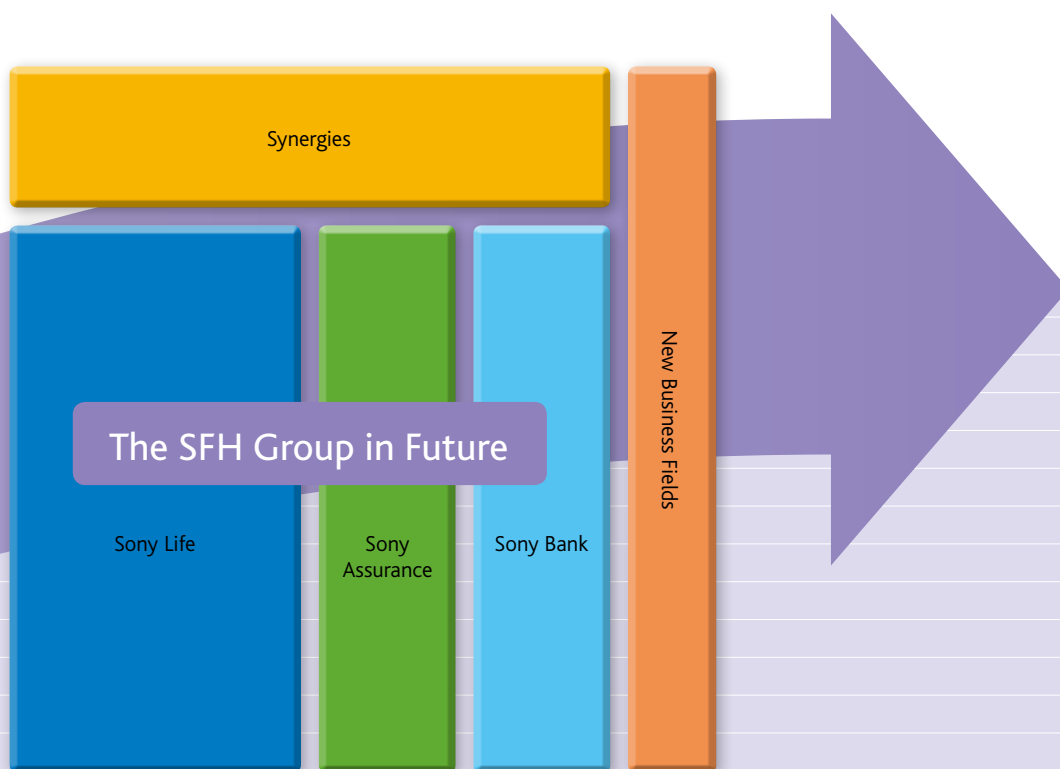 Synergies
New Business Fields
The SFH Group in Future
Sony Life
Sony
Assurance
Sony Bank